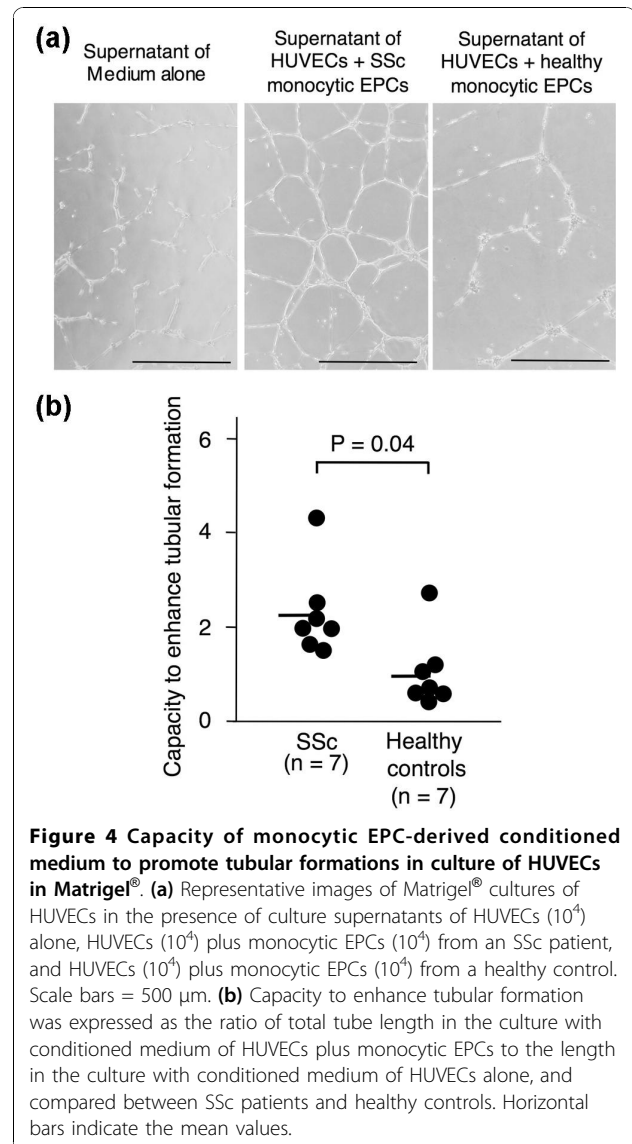 (a)
Supernatant of
Medium alone
Supernatant of
HUVECs + SSc
monocytic EPCs
Supernatant of
HUVECs + healthy
monocytic EPCs
(b)
Capacity to enhance tubular formation
6
4
2
0
P = 0.04
SSc
(n = 7)
Healthy
controls
(n = 7)
Figure 4 Capacity of monocytic EPC-derived conditioned
medium to promote tubular formations in culture of HUVECs
in Matrigel®. (a) Representative images of Matrigel® cultures of
HUVECs in the presence of culture supernatants of HUVECs (10⁴)
alone, HUVECs (10⁴) plus monocytic EPCs (10⁴) from an SSc patient,
and HUVECs (10⁴) plus monocytic EPCs (10⁴) from a healthy control.
Scale bars = 500 μm. (b) Capacity to enhance tubular formation
was expressed as the ratio of total tube length in the culture with
conditioned medium of HUVECs plus monocytic EPCs to the length
in the culture with conditioned medium of HUVECs alone, and
compared between SSc patients and healthy controls. Horizontal
bars indicate the mean values.